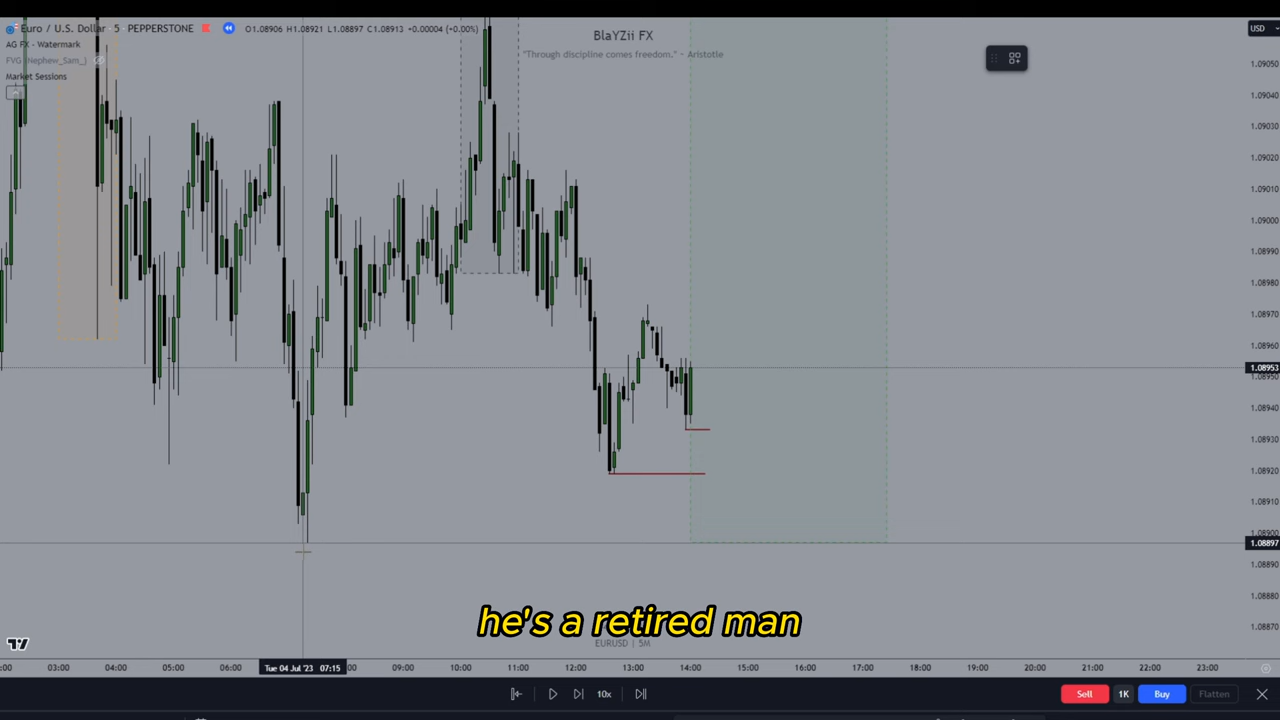 Euro / U.S. Dollar · 5 · PEPPERSTONE O1.08906 H1.08921 L1.08897 C1.08913 +0.00004 (+0.00%)
AG FX - Watermark
FVG (Nephew_Sam_)
Market Sessions
BlaYZii FX
"Through discipline comes freedom." - Aristotle
USD
1.09050
1.09040
1.09030
1.09020
1.09010
1.09000
1.08990
1.08980
1.08970
1.08960
1.08953
1.08950
1.08940
1.08930
1.08920
1.08910
1.08900
1.08897
1.08890
1.08880
1.08870
he's a retired man
EURUSD | 5M
:00 03:00 04:00 05:00 06:00 Tue 04 Jul '23 07:15 :00 09:00 10:00 11:00 12:00 13:00 14:00 15:00 16:00 17:00 18:00 19:00 20:00 21:00 22:00 23:00
10x Sell 1K Buy Flatten